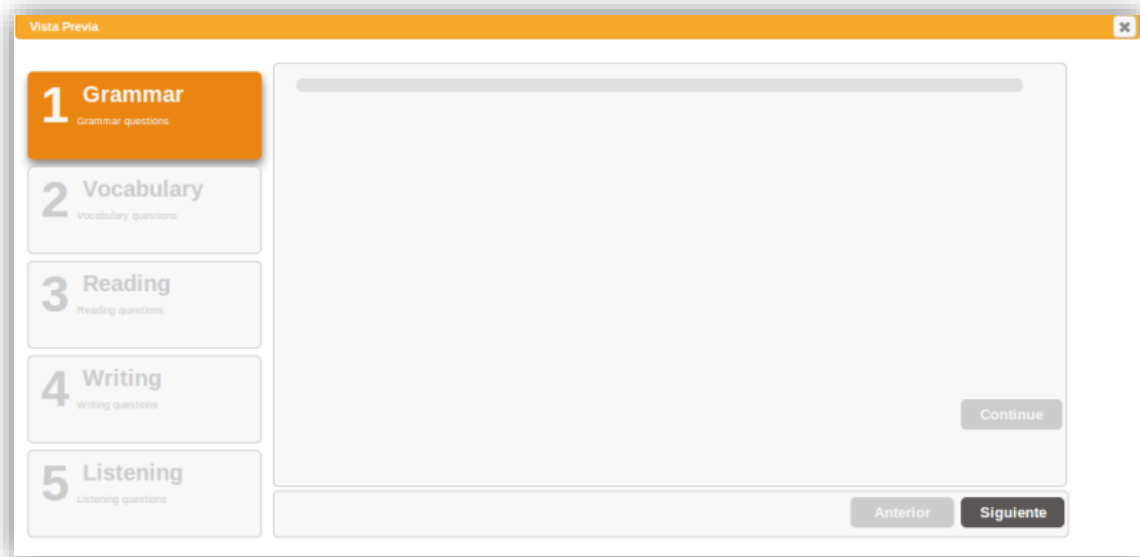 Vista Previa
1 Grammar
Grammar questions
2 Vocabulary
Vocabulary questions
3 Reading
Reading questions
4 Writing
Writing questions
5 Listening
Listening questions
Continue
Anterior Siguiente